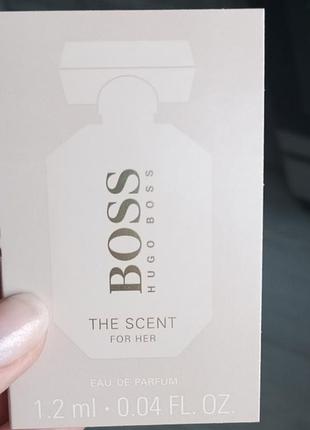 BOSS
HUGO BOSS
THE SCENT
FOR HER
EAU DE PARFUM
1.2 ml · 0.04 FL. OZ.